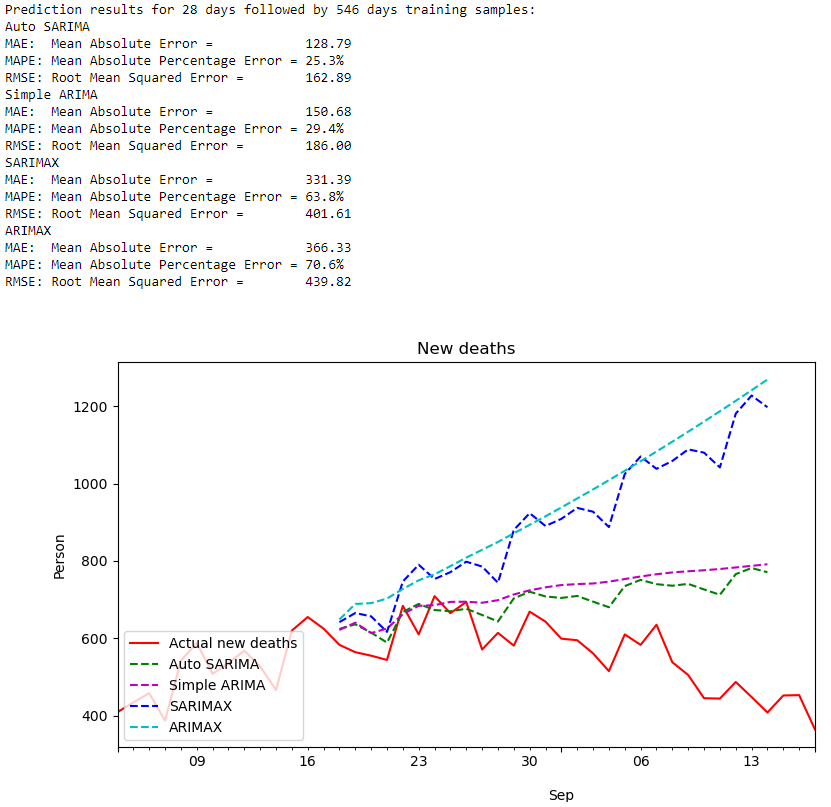 Prediction results for 28 days followed by 546 days training samples:
Auto SARIMA
MAE:  Mean Absolute Error =            128.79
MAPE: Mean Absolute Percentage Error = 25.3%
RMSE: Root Mean Squared Error =        162.89
Simple ARIMA
MAE:  Mean Absolute Error =            150.68
MAPE: Mean Absolute Percentage Error = 29.4%
RMSE: Root Mean Squared Error =        186.00
SARIMAX
MAE:  Mean Absolute Error =            331.39
MAPE: Mean Absolute Percentage Error = 63.8%
RMSE: Root Mean Squared Error =        401.61
ARIMAX
MAE:  Mean Absolute Error =            366.33
MAPE: Mean Absolute Percentage Error = 70.6%
RMSE: Root Mean Squared Error =        439.82
New deaths
Person
1200
1000
800
600
400
Actual new deaths
Auto SARIMA
Simple ARIMA
SARIMAX
ARIMAX
09 16 23 30 06 13
Sep